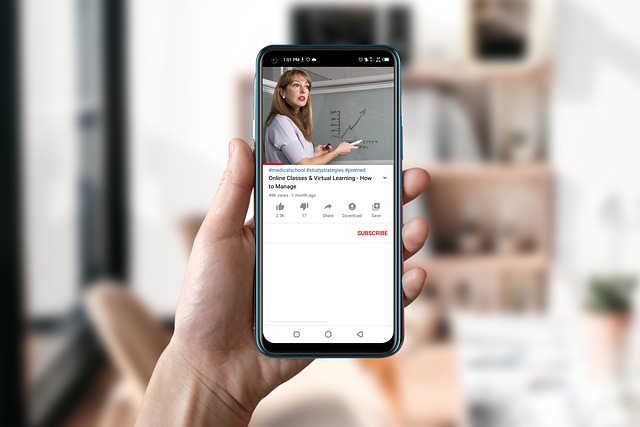 1:01 PM
#medicalschool #studystrategies #premed
Online Classes & Virtual Learning - How
to Manage
49K views · 1 month ago
2.5K 17 Share Download Save
SUBSCRIBE